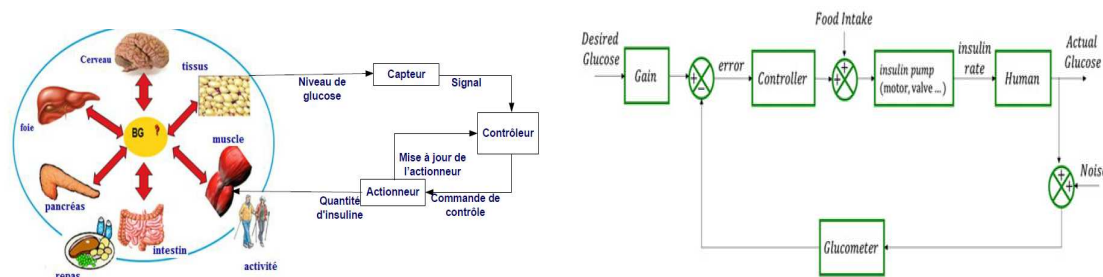 Cerveau
tissus
foie
BG
muscle
pancréas
intestin
repas
activité
Niveau de
glucose
Capteur
Signal
Contrôleur
Mise à jour de
l'actionneur
Actionneur
Quantité
d'insuline
Commande de
contrôle
Desired
Glucose
Gain
+
−
error
Controller
Food Intake
+
+
insulin pump
(motor, valve ...)
insulin
rate
Human
Actual
Glucose
+
+
Noise
Glucometer